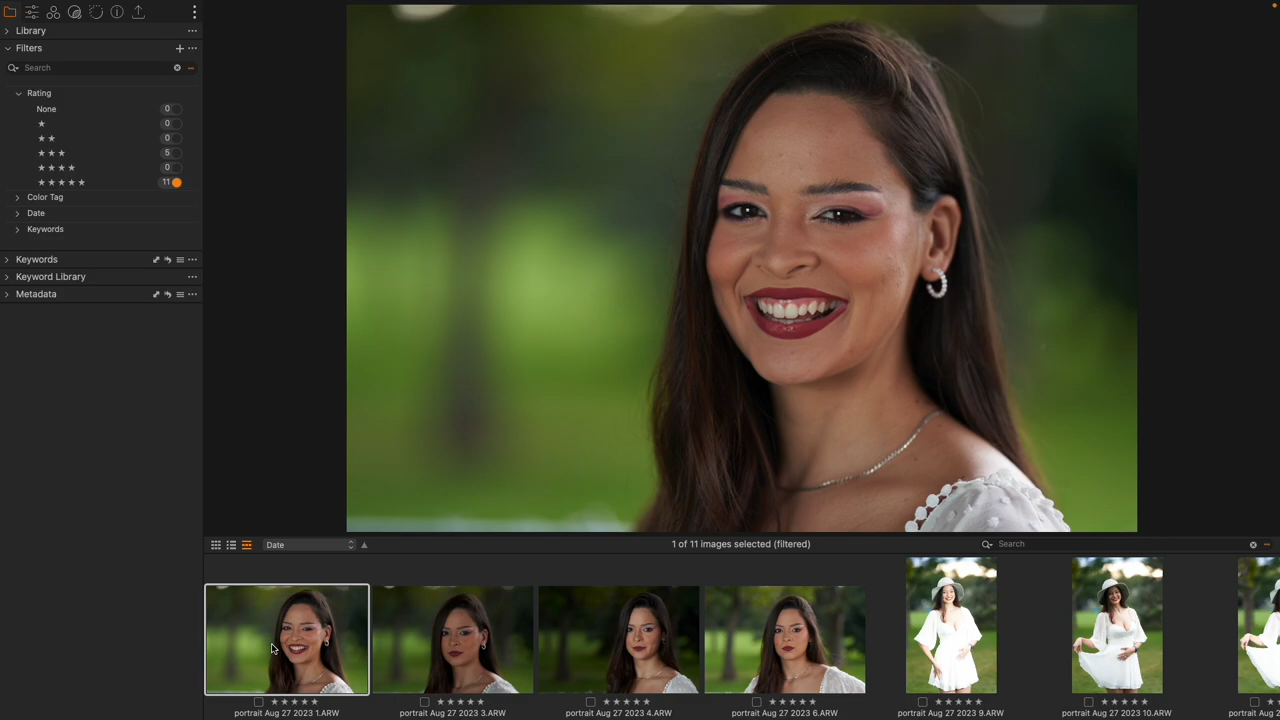 Library
Filters
Search
Rating
None 0
★ 0
★★ 0
★★★ 5
★★★★ 0
★★★★★ 11
Color Tag
Date
Keywords
Keywords
Keyword Library
Metadata
Date
1 of 11 images selected (filtered)
Search
portrait Aug 27 2023 1.ARW
portrait Aug 27 2023 3.ARW
portrait Aug 27 2023 4.ARW
portrait Aug 27 2023 6.ARW
portrait Aug 27 2023 9.ARW
portrait Aug 27 2023 10.ARW
portrait Aug 2